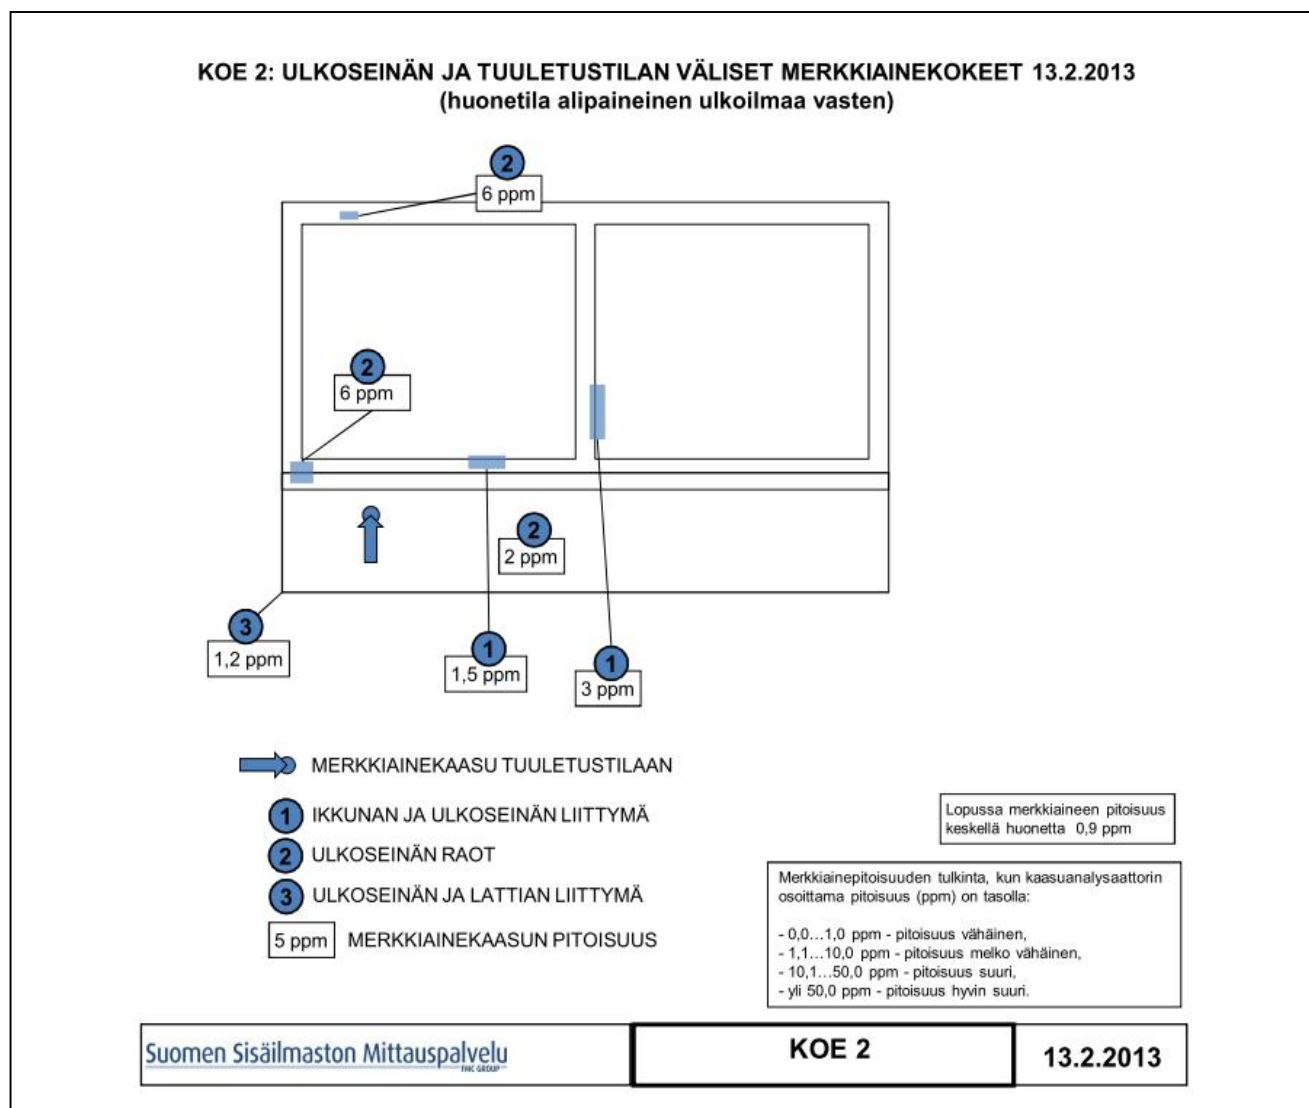 KOE 2: ULKOSEINÄN JA TUULETUSTILAN VÄLISET MERKKIAINEKOKEET 13.2.2013
(huonetila alipaineinen ulkoilmaa vasten)
2
6 ppm
2
6 ppm
2
2 ppm
3
1,2 ppm
1
1,5 ppm
1
3 ppm
MERKKIAINEKAASU TUULETUSTILAAN
1 IKKUNAN JA ULKOSEINÄN LIITTYMÄ
2 ULKOSEINÄN RAOT
3 ULKOSEINÄN JA LATTIAN LIITTYMÄ
5 ppm MERKKIAINEKAASUN PITOISUUS
Lopussa merkkiaineen pitoisuus
keskellä huonetta 0,9 ppm
Merkkiainepitoisuuden tulkinta, kun kaasuanalysaattorin
osoittama pitoisuus (ppm) on tasolla:
- 0,0...1,0 ppm - pitoisuus vähäinen,
- 1,1...10,0 ppm - pitoisuus melko vähäinen,
- 10,1...50,0 ppm - pitoisuus suuri,
- yli 50,0 ppm - pitoisuus hyvin suuri.
Suomen Sisäilmaston Mittauspalvelu
KOE 2
13.2.2013